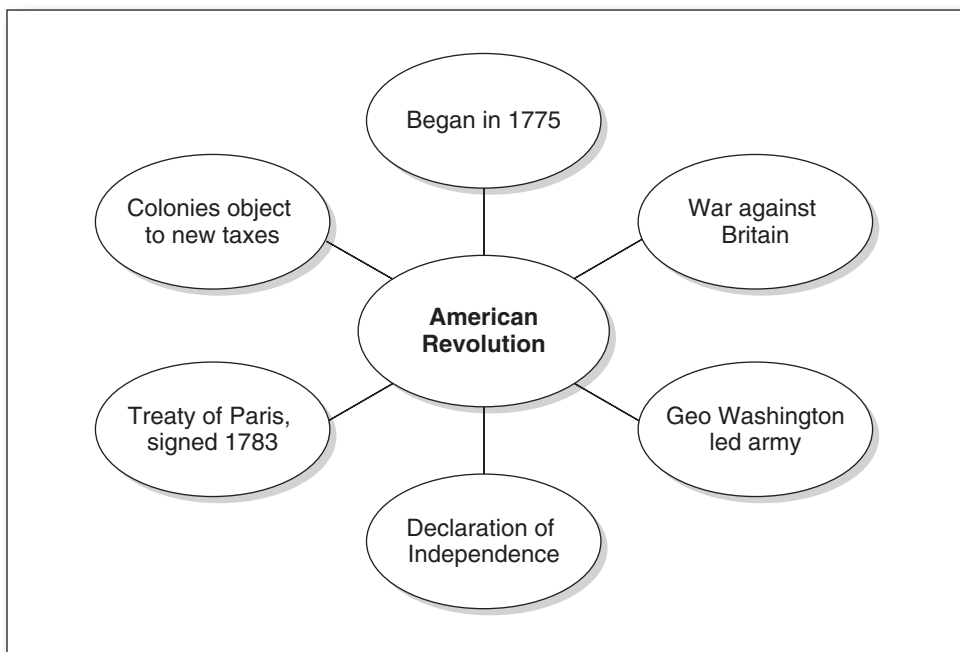 Began in 1775
Colonies object
to new taxes
War against
Britain
American
Revolution
Treaty of Paris,
signed 1783
Geo Washington
led army
Declaration of
Independence